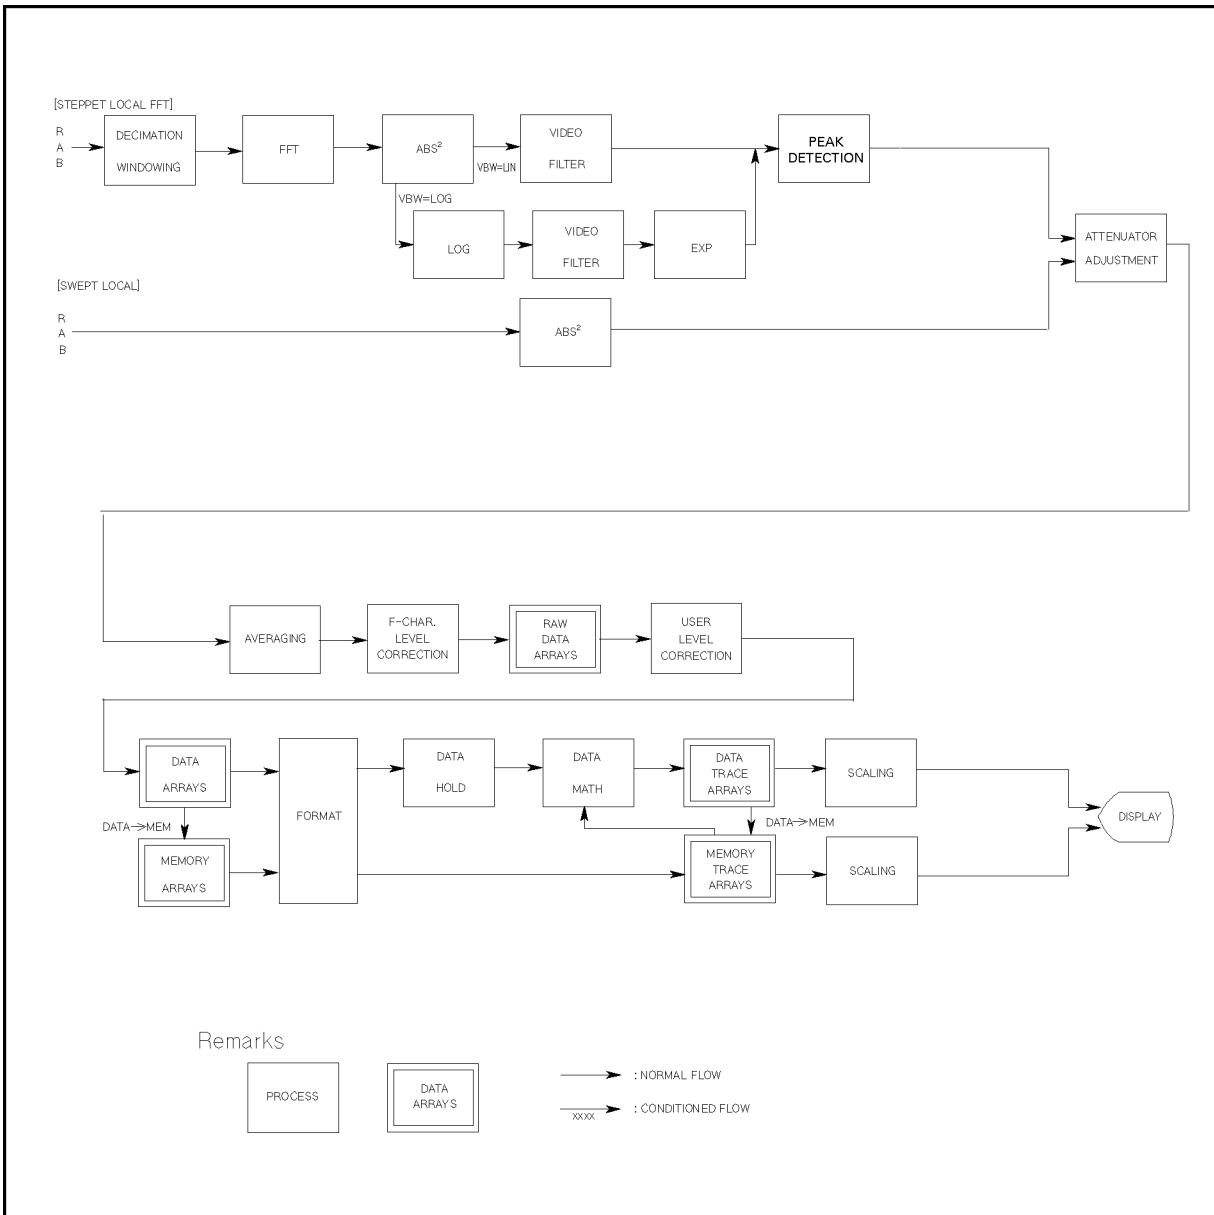 [STEPPET LOCAL FFT]
R
A
B
DECIMATION
WINDOWING
FFT
ABS²
VBW=LIN
VIDEO
FILTER
PEAK
DETECTION
VBW=LOG
LOG
VIDEO
FILTER
EXP
ATTENUATOR
ADJUSTMENT
[SWEPT LOCAL]
R
A
B
ABS²
AVERAGING
F-CHAR.
LEVEL
CORRECTION
RAW
DATA
ARRAYS
USER
LEVEL
CORRECTION
DATA
ARRAYS
DATA→MEM
MEMORY
ARRAYS
FORMAT
DATA
HOLD
DATA
MATH
DATA
TRACE
ARRAYS
DATA→MEM
MEMORY
TRACE
ARRAYS
SCALING
SCALING
DISPLAY
Remarks
PROCESS
DATA
ARRAYS
: NORMAL FLOW
XXXX
: CONDITIONED FLOW